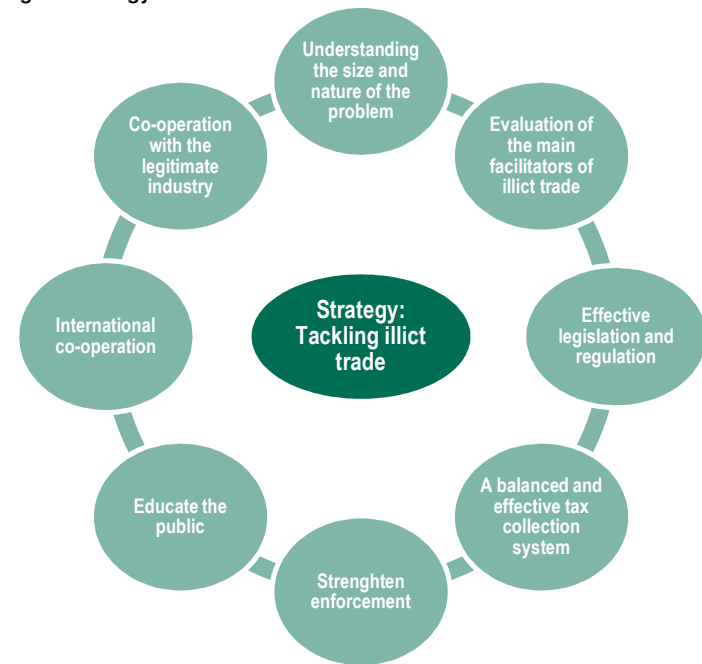 Understanding
the size and
nature of the
problem
Evaluation of
the main
facilitators of
illict trade
Effective
legislation and
regulation
A balanced and
effective tax
collection
system
Strenghten
enforcement
Educate the
public
International
co-operation
Co-operation
with the
legitimate
industry
Strategy:
Tackling illict
trade